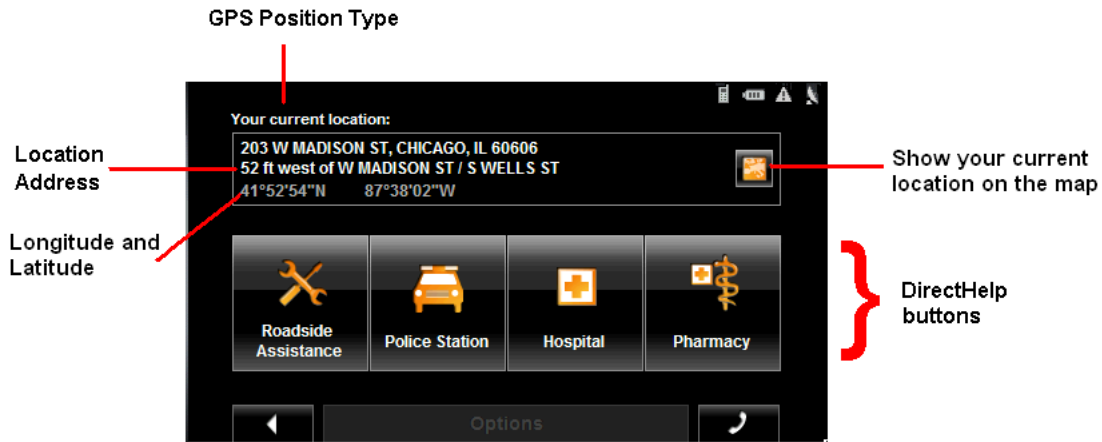 GPS Position Type
Your current location:
203 W MADISON ST, CHICAGO, IL 60606
52 ft west of W MADISON ST / S WELLS ST
41°52'54"N 87°38'02"W
Location
Address
Longitude and
Latitude
Show your current
location on the map
Roadside
Assistance
Police Station
Hospital
Pharmacy
DirectHelp
buttons
Options